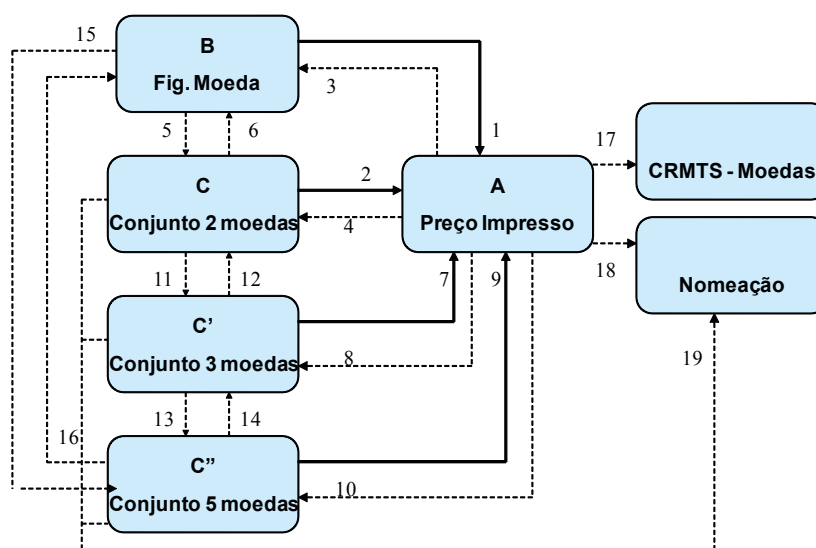 15
B
Fig. Moeda
3
1
5
6
17
CRMTS - Moedas
C
Conjunto 2 moedas
2
4
A
Preço Impresso
18
Nomeação
11
12
7
9
C'
Conjunto 3 moedas
8
19
13
14
16
C”
Conjunto 5 moedas
10